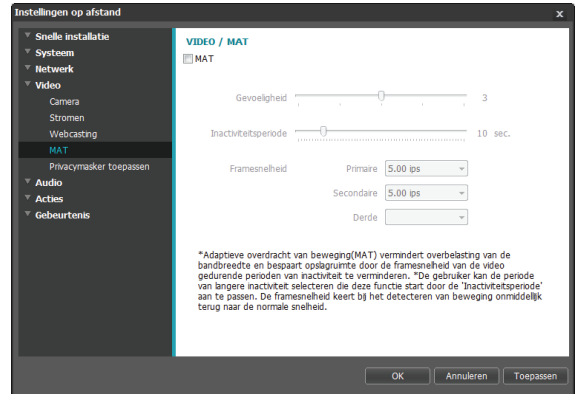 Instellingen op afstand
x
Snelle installatie
Systeem
Netwerk
Video
Camera
Stromen
Webcasting
MAT
Privacymasker toepassen
Audio
Acties
Gebeurtenis
VIDEO / MAT
MAT
Gevoeligheid 3
Inactiviteitsperiode 10 sec.
Framesnelheid Primaire 5.00 ips
Secondaire 5.00 ips
Derde
*Adaptieve overdracht van beweging(MAT) vermindert overbelasting van de
bandbreedte en bespaart opslagruimte door de framesnelheid van de video
gedurende perioden van inactiviteit te verminderen. *De gebruiker kan de periode
van langere inactiviteit selecteren die deze functie start door de 'Inactiviteitsperiode'
aan te passen. De framesnelheid keert bij het detecteren van beweging onmiddellijk
terug naar de normale snelheid.
OK Annuleren Toepassen